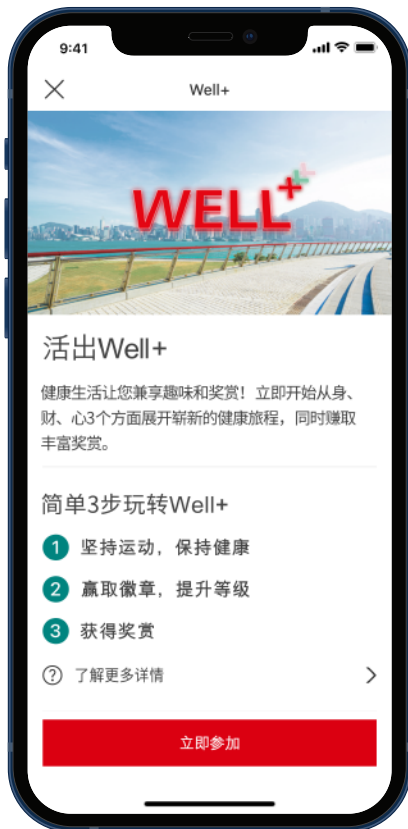 9:41
Well+
WELL+
活出Well+
健康生活让您兼享趣味和奖赏！立即开始从身、
财、心3个方面展开崭新的健康旅程，同时赚取
丰富奖赏。
简单3步玩转Well+
1 坚持运动，保持健康
2 赢取徽章，提升等级
3 获得奖赏
? 了解更多详情
立即参加